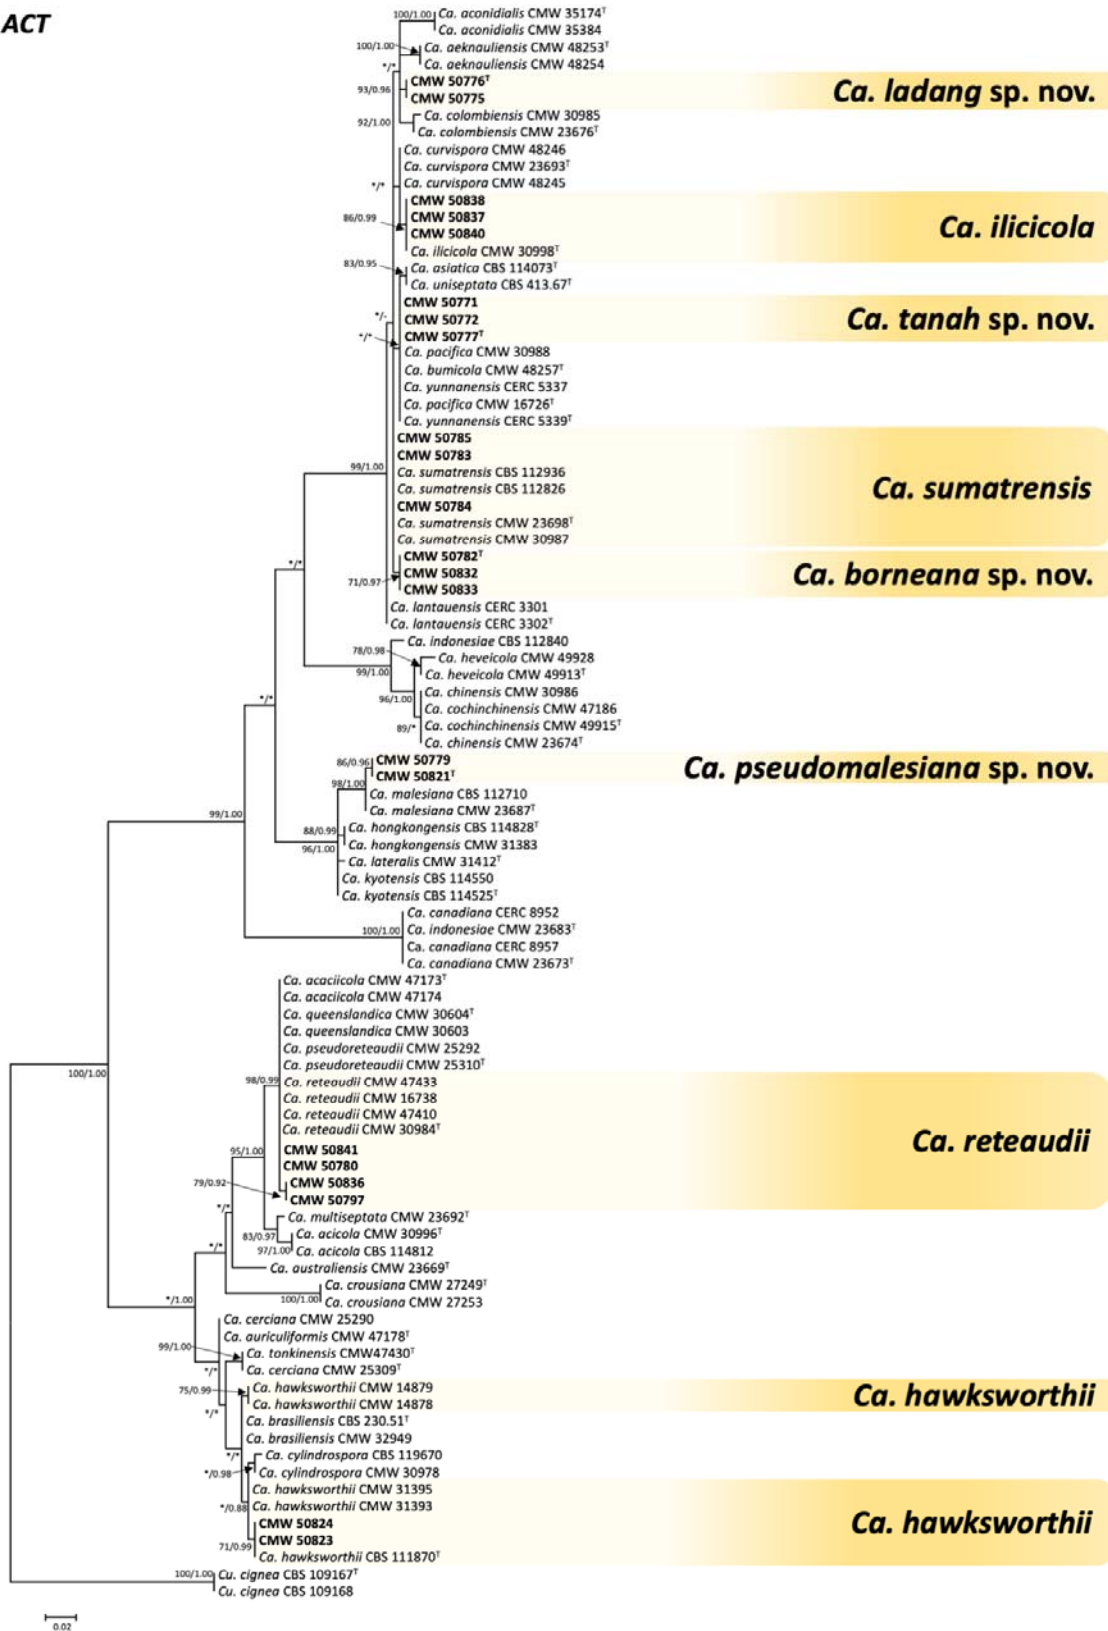 ACT
100/1.00
Ca. aconidialis CMW 35174ᵀ
Ca. aconidialis CMW 35384
100/1.00
Ca. aeknauliensis CMW 48253ᵀ
Ca. aeknauliensis CMW 48254
*/*
93/0.96
CMW 50776ᵀ
CMW 50775
Ca. ladang sp. nov.
92/1.00
Ca. colombiensis CMW 30985
Ca. colombiensis CMW 23676ᵀ
Ca. curvispora CMW 48246
Ca. curvispora CMW 23693ᵀ
Ca. curvispora CMW 48245
*/*
86/0.99
CMW 50838
CMW 50837
CMW 50840
Ca. ilicicola CMW 30998ᵀ
Ca. ilicicola
83/0.95
Ca. asiatica CBS 114073ᵀ
Ca. uniseptata CBS 413.67ᵀ
*/-
*/*
CMW 50771
CMW 50772
CMW 50777ᵀ
Ca. tanah sp. nov.
Ca. pacifica CMW 30988
Ca. bumicola CMW 48257ᵀ
Ca. yunnanensis CERC 5337
Ca. pacifica CMW 16726ᵀ
Ca. yunnanensis CERC 5339ᵀ
99/1.00
CMW 50785
CMW 50783
Ca. sumatrensis CBS 112936
Ca. sumatrensis CBS 112826
CMW 50784
Ca. sumatrensis CMW 23698ᵀ
Ca. sumatrensis CMW 30987
Ca. sumatrensis
71/0.97
CMW 50782ᵀ
CMW 50832
CMW 50833
Ca. borneana sp. nov.
Ca. lantauensis CERC 3301
Ca. lantauensis CERC 3302ᵀ
*/*
Ca. indonesiae CBS 112840
78/0.98
Ca. heveicola CMW 49928
Ca. heveicola CMW 49913ᵀ
99/1.00
96/1.00
Ca. chinensis CMW 30986
Ca. cochinchinensis CMW 47186
Ca. cochinchinensis CMW 49915ᵀ
89/*
Ca. chinensis CMW 23674ᵀ
*/*
86/0.96
CMW 50779
CMW 50821ᵀ
Ca. pseudomalesiana sp. nov.
98/1.00
Ca. malesiana CBS 112710
Ca. malesiana CMW 23687ᵀ
99/1.00
88/0.99
Ca. hongkongensis CBS 114828ᵀ
Ca. hongkongensis CMW 31383
96/1.00
Ca. lateralis CMW 31412ᵀ
Ca. kyotensis CBS 114550
Ca. kyotensis CBS 114525ᵀ
100/1.00
Ca. canadiana CERC 8952
Ca. indonesiae CMW 23683ᵀ
Ca. canadiana CERC 8957
Ca. canadiana CMW 23673ᵀ
Ca. acaciicola CMW 47173ᵀ
Ca. acaciicola CMW 47174
Ca. queenslandica CMW 30604ᵀ
Ca. queenslandica CMW 30603
Ca. pseudoreteaudii CMW 25292
Ca. pseudoreteaudii CMW 25310ᵀ
100/1.00
98/0.99
Ca. reteaudii CMW 47433
Ca. reteaudii CMW 16738
Ca. reteaudii CMW 47410
Ca. reteaudii CMW 30984ᵀ
CMW 50841
CMW 50780
CMW 50836
CMW 50797
Ca. reteaudii
95/1.00
79/0.92
*/*
Ca. multiseptata CMW 23692ᵀ
83/0.97
Ca. acicola CMW 30996ᵀ
97/1.00
Ca. acicola CBS 114812
*/*
Ca. australiensis CMW 23669ᵀ
Ca. crousiana CMW 27249ᵀ
100/1.00
Ca. crousiana CMW 27253
*/1.00
Ca. cerciana CMW 25290
Ca. auriculiformis CMW 47178ᵀ
99/1.00
Ca. tonkinensis CMW47430ᵀ
Ca. cerciana CMW 25309ᵀ
*/*
75/0.99
Ca. hawksworthii CMW 14879
Ca. hawksworthii CMW 14878
Ca. hawksworthii
*/*
Ca. brasiliensis CBS 230.51ᵀ
Ca. brasiliensis CMW 32949
*/*
Ca. cylindrospora CBS 119670
*/0.98
Ca. cylindrospora CMW 30978
Ca. hawksworthii CMW 31395
*/0.88
Ca. hawksworthii CMW 31393
CMW 50824
CMW 50823
71/0.99
Ca. hawksworthii CBS 111870ᵀ
Ca. hawksworthii
100/1.00
Cu. cignea CBS 109167ᵀ
Cu. cignea CBS 109168
0.02